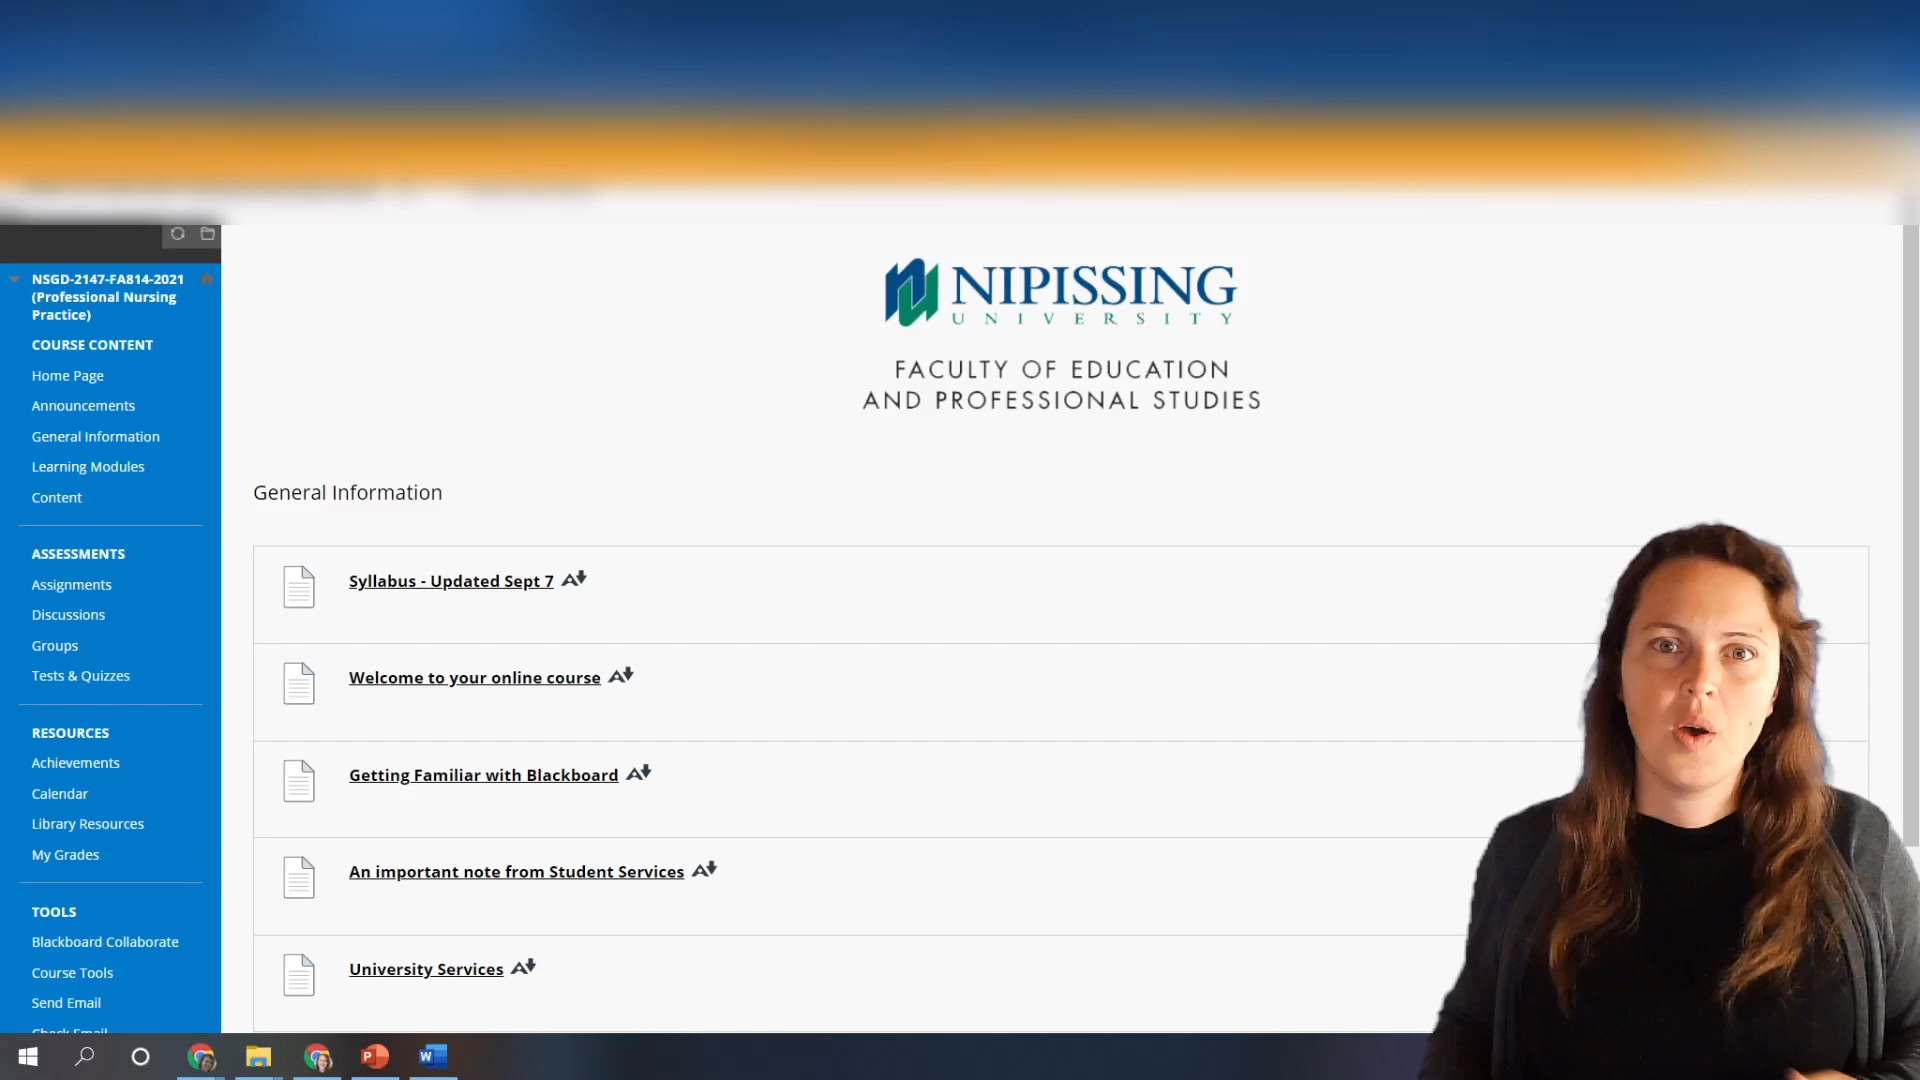 NSGD-2147-FA814-2021
(Professional Nursing
Practice)
COURSE CONTENT
Home Page
Announcements
General Information
Learning Modules
Content
ASSESSMENTS
Assignments
Discussions
Groups
Tests & Quizzes
RESOURCES
Achievements
Calendar
Library Resources
My Grades
TOOLS
Blackboard Collaborate
Course Tools
Send Email
Check Email
NIPISSING
UNIVERSITY
FACULTY OF EDUCATION
AND PROFESSIONAL STUDIES
General Information
Syllabus - Updated Sept 7
Welcome to your online course
Getting Familiar with Blackboard
An important note from Student Services
University Services